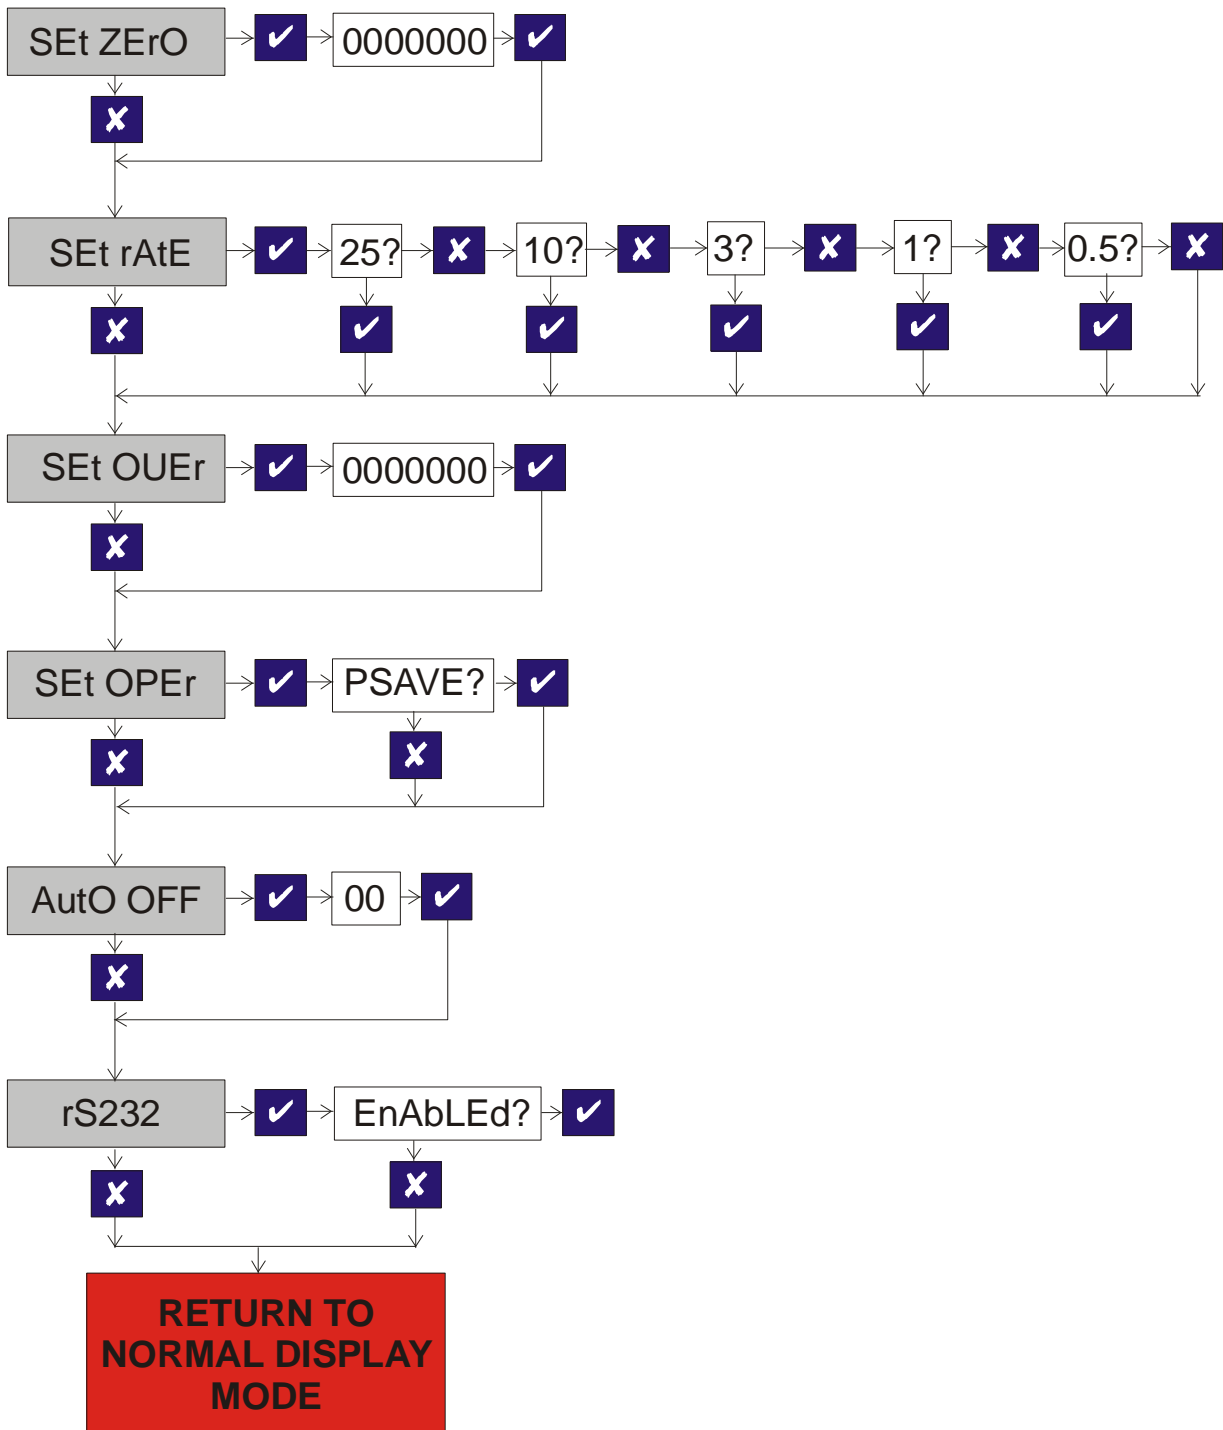 SEt ZErO
0000000
SEt rAtE
25?
10?
3?
1?
0.5?
SEt OUEr
0000000
SEt OPEr
PSAVE?
AutO OFF
00
rS232
EnAbLEd?
RETURN TO
NORMAL DISPLAY
MODE